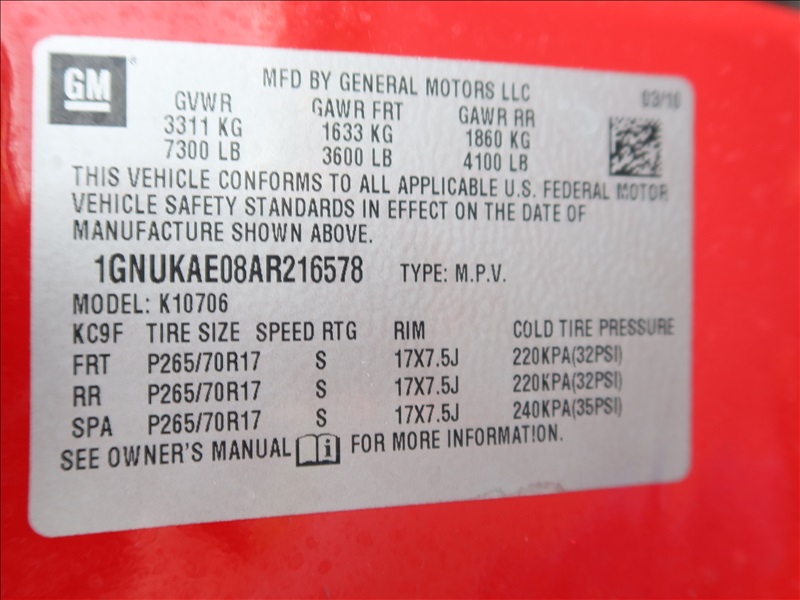 GM
MFD BY GENERAL MOTORS LLC 03/10
GVWR GAWR FRT GAWR RR
3311 KG 1633 KG 1860 KG
7300 LB 3600 LB 4100 LB
THIS VEHICLE CONFORMS TO ALL APPLICABLE U.S. FEDERAL MOTOR
VEHICLE SAFETY STANDARDS IN EFFECT ON THE DATE OF
MANUFACTURE SHOWN ABOVE.
1GNUKAE08AR216578 TYPE: M.P.V.
MODEL: K10706
KC9F TIRE SIZE SPEED RTG RIM COLD TIRE PRESSURE
FRT P265/70R17 S 17X7.5J 220KPA(32PSI)
RR P265/70R17 S 17X7.5J 220KPA(32PSI)
SPA P265/70R17 S 17X7.5J 240KPA(35PSI)
SEE OWNER'S MANUAL i FOR MORE INFORMATION.